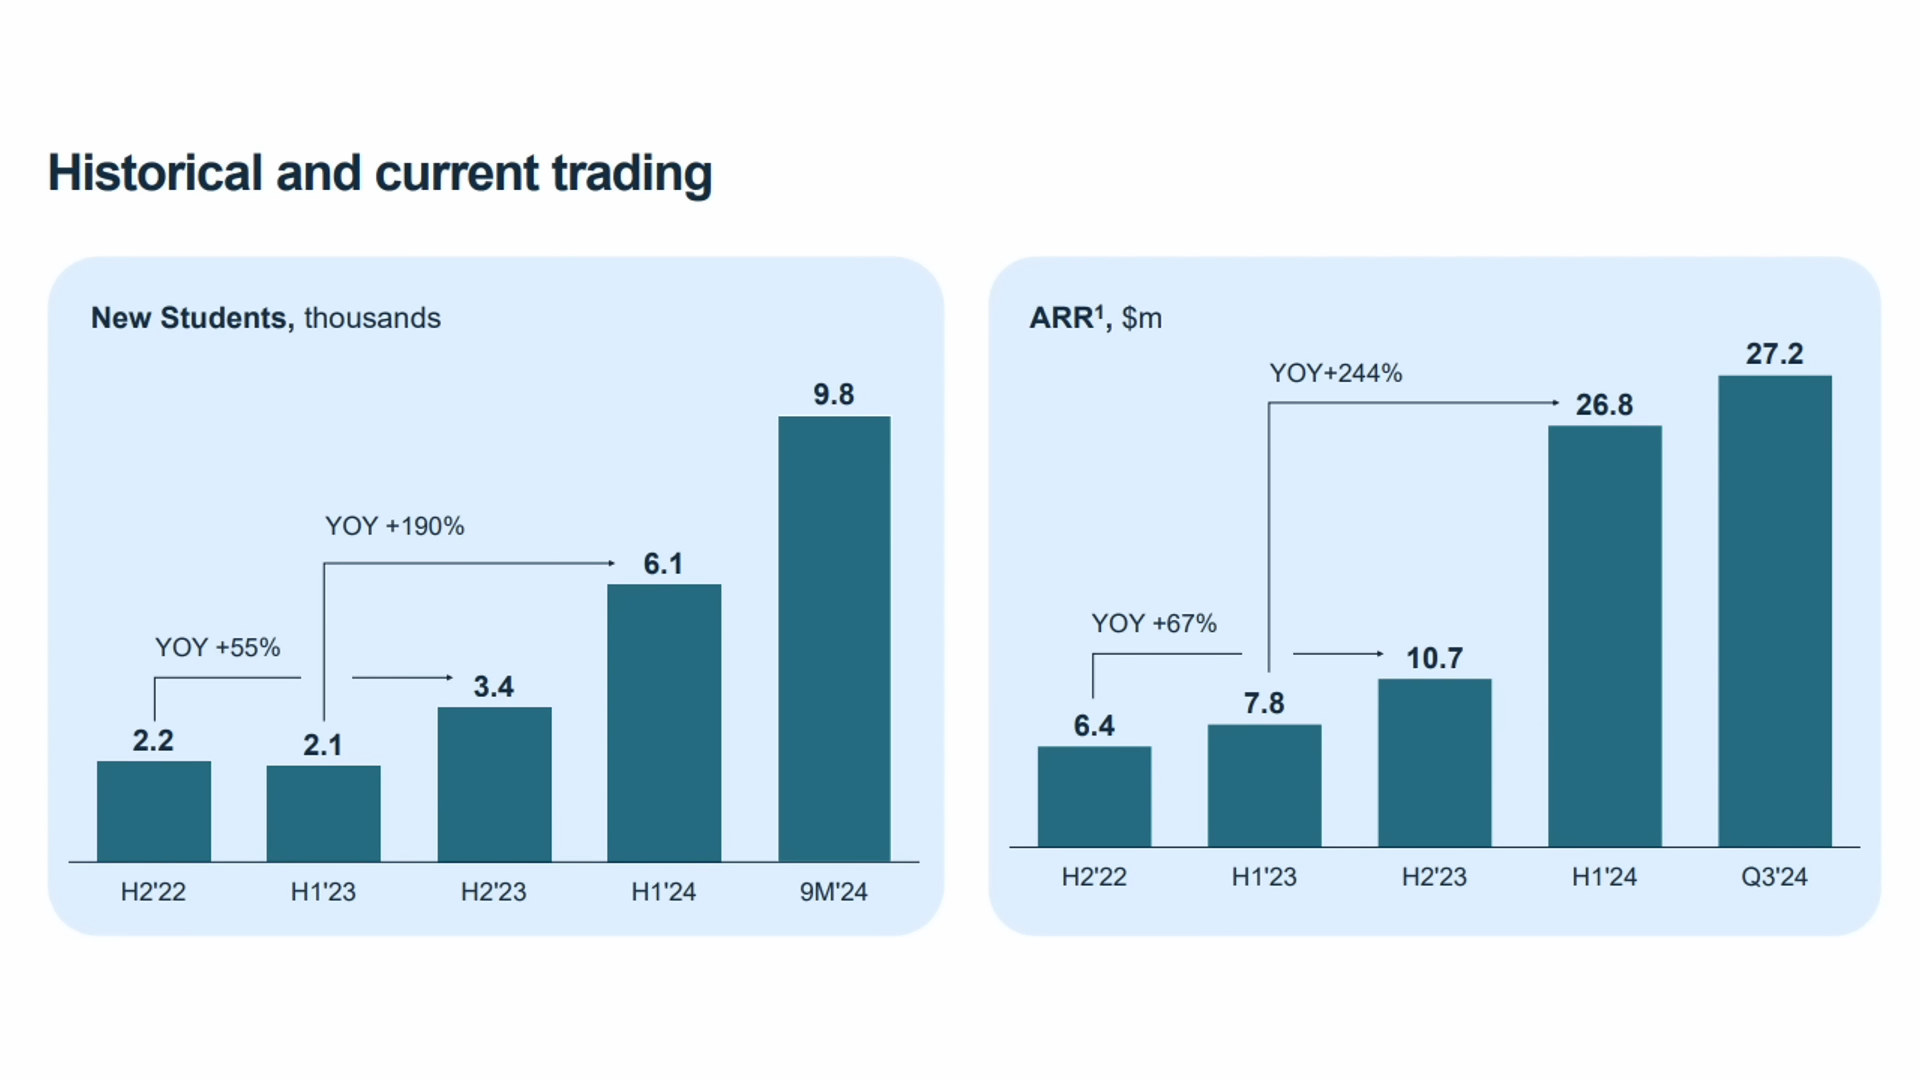 Historical and current trading
New Students, thousands
9.8
YOY +190%
6.1
YOY +55%
3.4
2.2
2.1
H2'22 H1'23 H2'23 H1'24 9M'24
ARR¹, $m
27.2
YOY+244%
26.8
YOY +67%
10.7
7.8
6.4
H2'22 H1'23 H2'23 H1'24 Q3'24